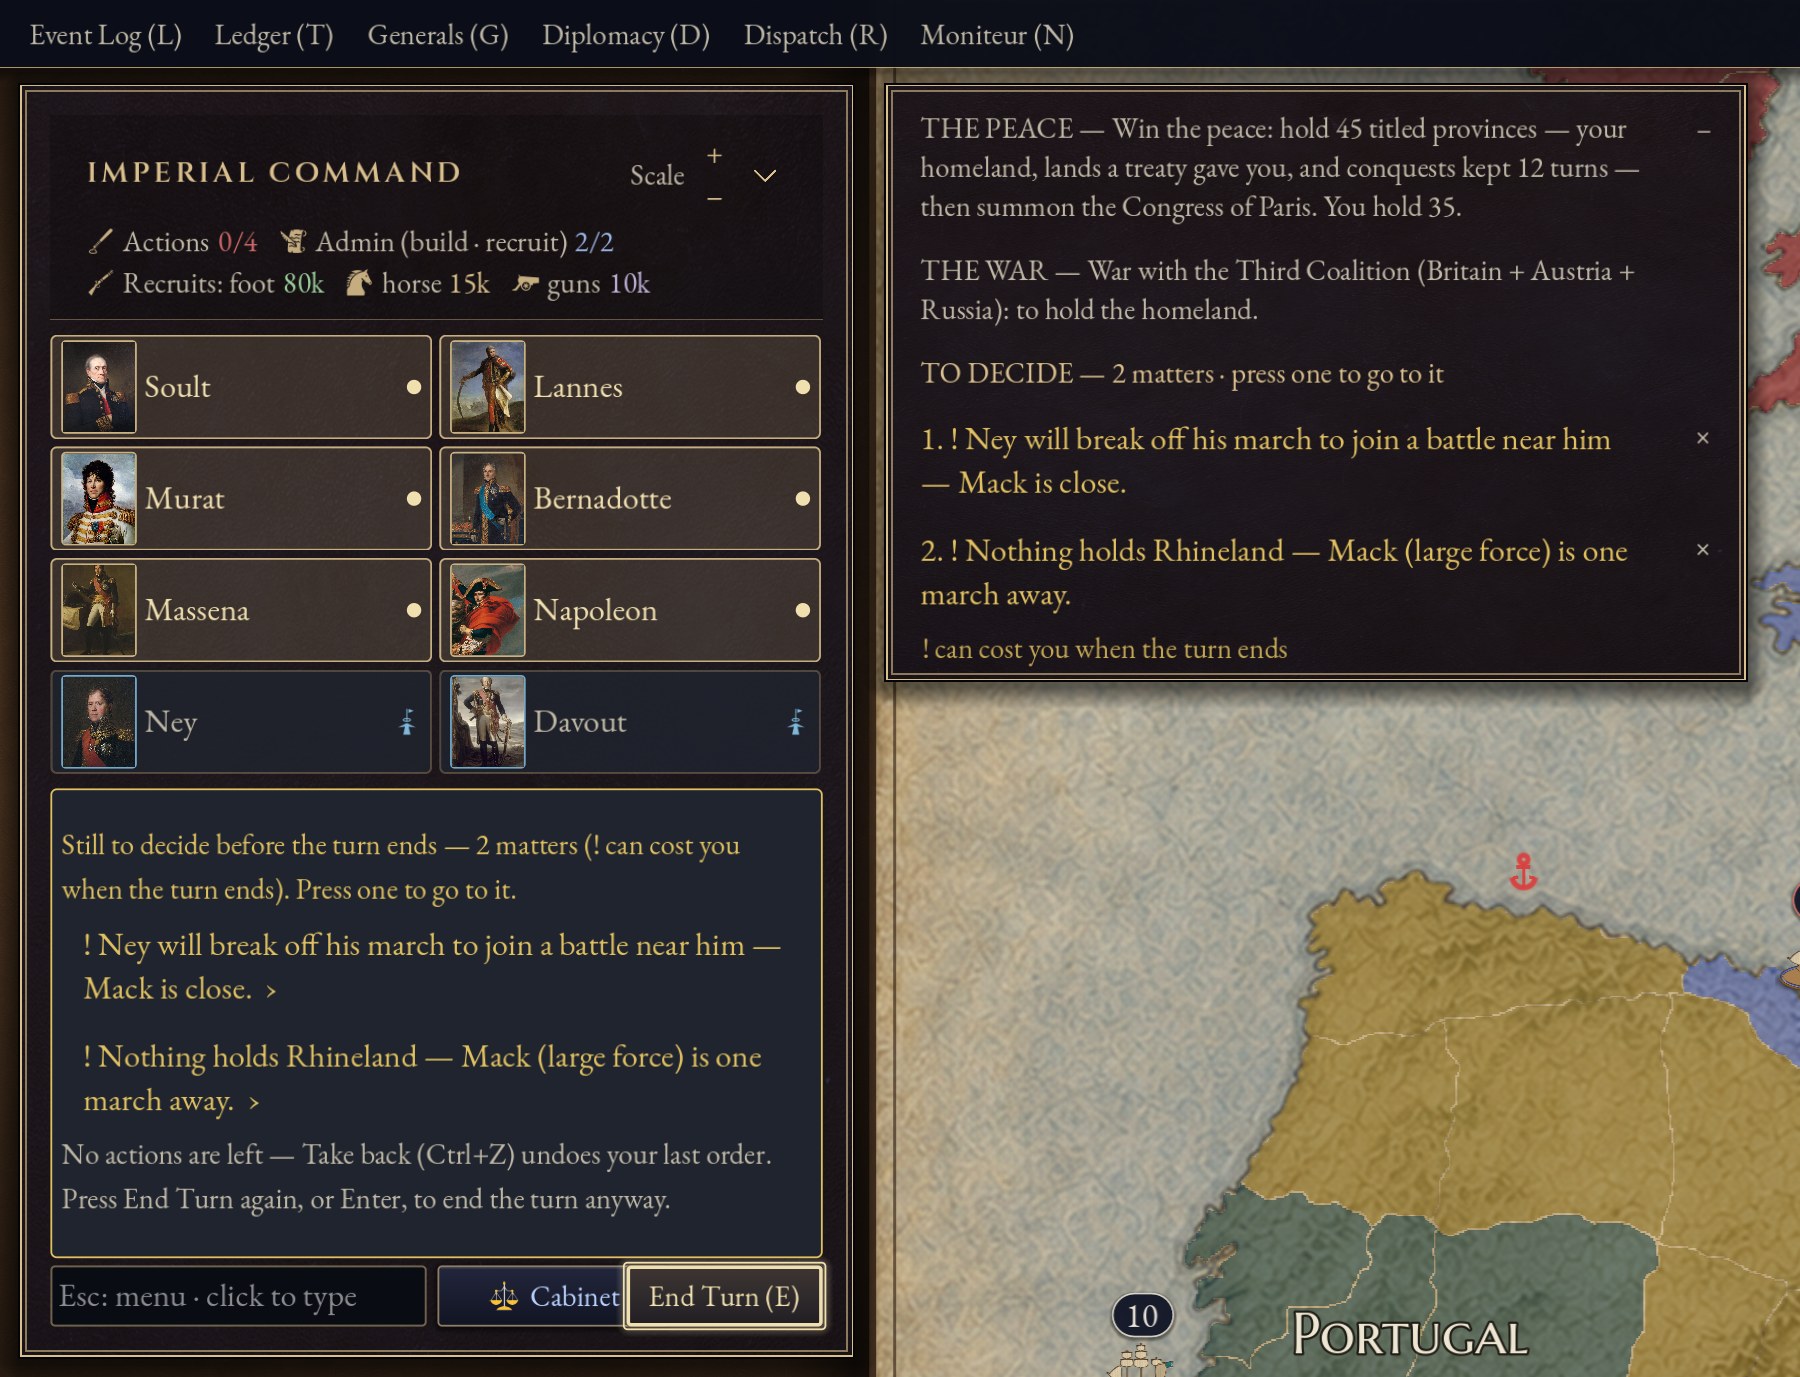 Event Log (L) Ledger (T) Generals (G) Diplomacy (D) Dispatch (R) Moniteur (N)
IMPERIAL COMMAND
Scale + −
Actions 0/4 Admin (build · recruit) 2/2
Recruits: foot 80k horse 15k guns 10k
Soult
Lannes
Murat
Bernadotte
Massena
Napoleon
Ney
Davout
Still to decide before the turn ends — 2 matters (! can cost you
when the turn ends). Press one to go to it.
! Ney will break off his march to join a battle near him —
Mack is close. ›
! Nothing holds Rhineland — Mack (large force) is one
march away. ›
No actions are left — Take back (Ctrl+Z) undoes your last order.
Press End Turn again, or Enter, to end the turn anyway.
Esc: menu · click to type
Cabinet
End Turn (E)
THE PEACE — Win the peace: hold 45 titled provinces — your
homeland, lands a treaty gave you, and conquests kept 12 turns —
then summon the Congress of Paris. You hold 35.
THE WAR — War with the Third Coalition (Britain + Austria +
Russia): to hold the homeland.
TO DECIDE — 2 matters · press one to go to it
1. ! Ney will break off his march to join a battle near him
— Mack is close.
2. ! Nothing holds Rhineland — Mack (large force) is one
march away.
! can cost you when the turn ends
10
PORTUGAL